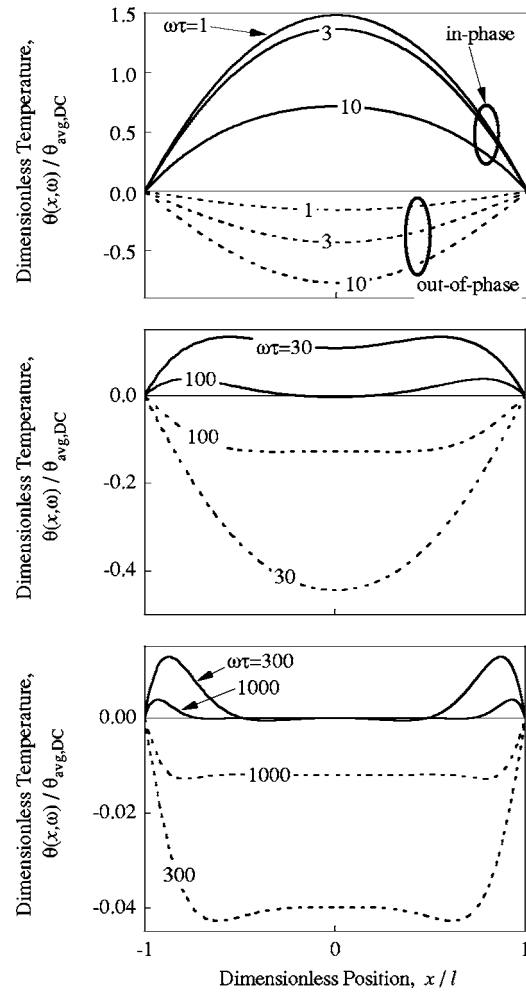 Dimensionless Temperature,
θ(x,ω) / θavg,DC
1.5
1.0
0.5
0.0
-0.5
ωτ=1
3
10
in-phase
1
3
10
out-of-phase
Dimensionless Temperature,
θ(x,ω) / θavg,DC
0.0
-0.2
-0.4
ωτ=30
100
100
30
Dimensionless Temperature,
θ(x,ω) / θavg,DC
0.00
-0.02
-0.04
ωτ=300
1000
1000
300
-1 0 1
Dimensionless Position, x / l